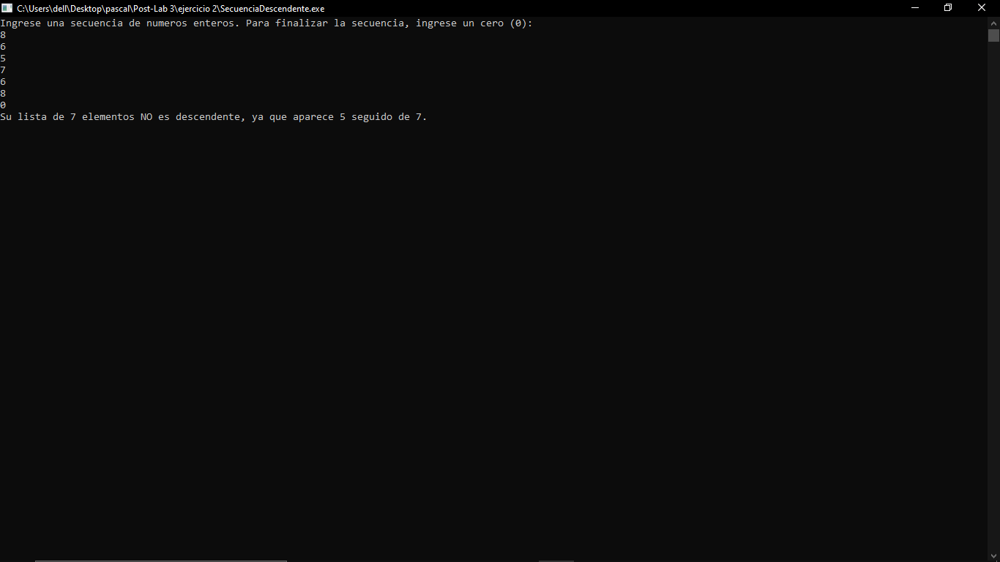 C:\Users\dell\Desktop\pascal\Post-Lab 3\ejercicio 2\SecuenciaDescendente.exe
Ingrese una secuencia de numeros enteros. Para finalizar la secuencia, ingrese un cero (0):
8
6
5
7
6
8
0
Su lista de 7 elementos NO es descendente, ya que aparece 5 seguido de 7.